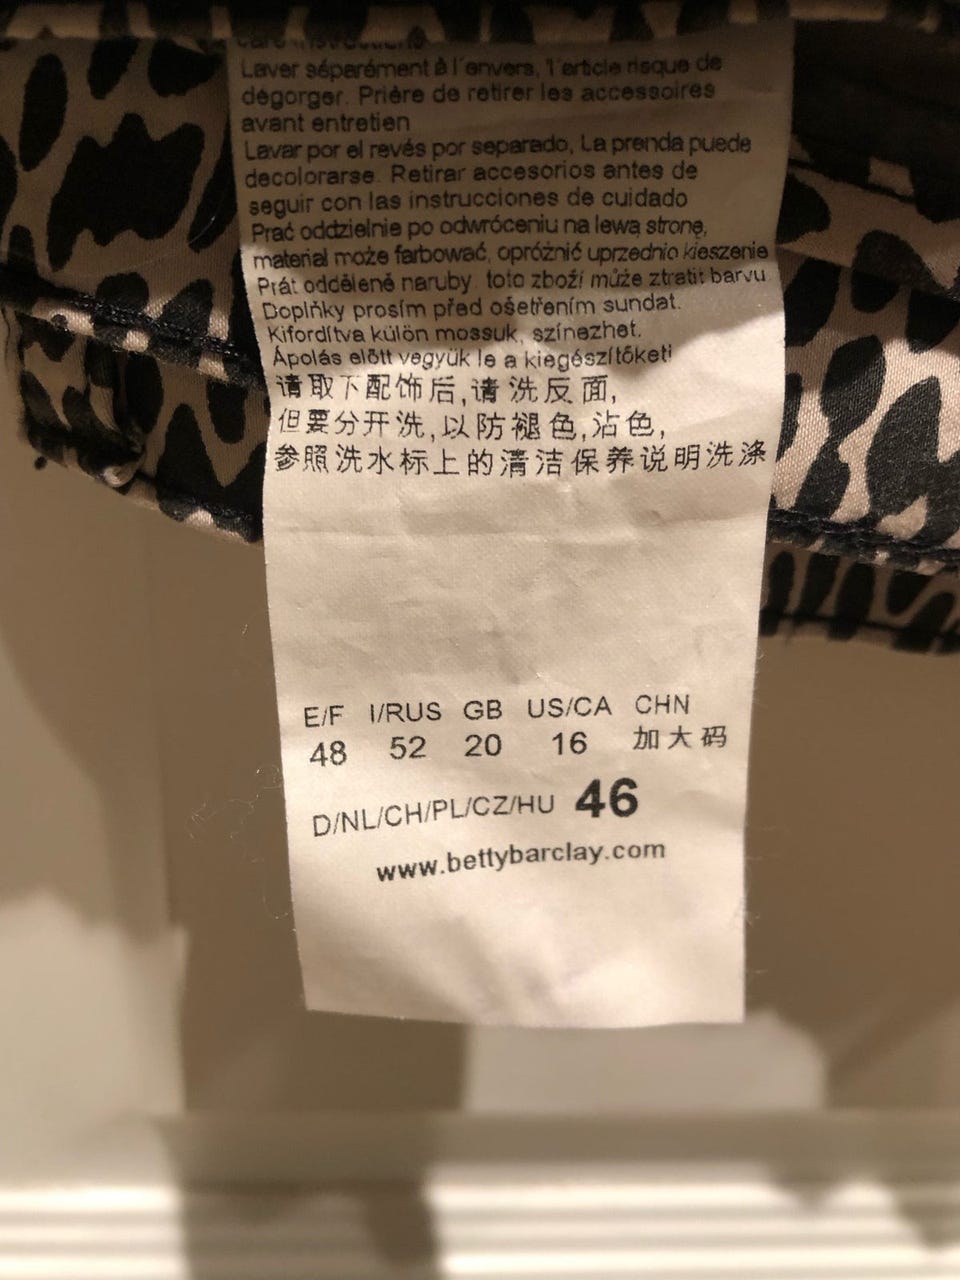 care instructions
Laver séparément à l'envers, l'article risque de
dégorger. Prière de retirer les accessoires
avant entretien
Lavar por el revés por separado, La prenda puede
decolorarse. Retirar accesorios antes de
seguir con las instrucciones de cuidado
Prać oddzielnie po odwróceniu na lewą stronę,
materiał może farbować, opróżnić uprzednio kieszenie
Prát odděleně naruby. toto zboží může ztratit barvu
Doplňky prosím před ošetřením sundat.
Kifordítva külön mossuk, színezhet.
Ápolás előtt vegyük le a kiegészítőketi
请取下配饰后,请洗反面,
但要分开洗,以防褪色,沾色,
参照洗水标上的清洁保养说明洗涤
E/F I/RUS GB US/CA CHN
48 52 20 16 加大码
D/NL/CH/PL/CZ/HU 46
www.bettybarclay.com